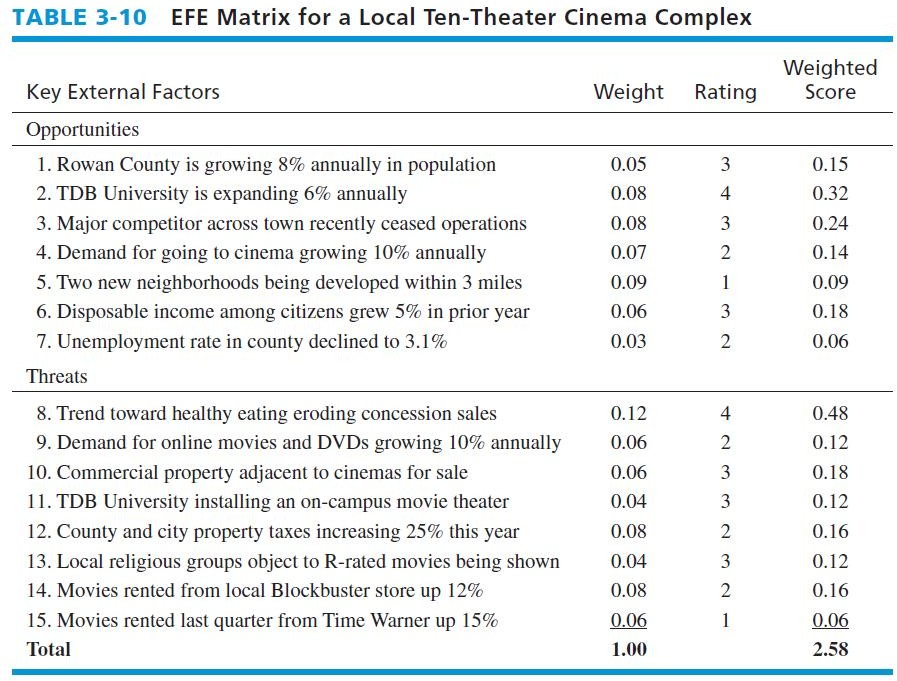 TABLE 3-10 EFE Matrix for a Local Ten-Theater Cinema Complex
Key External Factors Weight Rating Weighted Score
Opportunities
1. Rowan County is growing 8% annually in population 0.05 3 0.15
2. TDB University is expanding 6% annually 0.08 4 0.32
3. Major competitor across town recently ceased operations 0.08 3 0.24
4. Demand for going to cinema growing 10% annually 0.07 2 0.14
5. Two new neighborhoods being developed within 3 miles 0.09 1 0.09
6. Disposable income among citizens grew 5% in prior year 0.06 3 0.18
7. Unemployment rate in county declined to 3.1% 0.03 2 0.06
Threats
8. Trend toward healthy eating eroding concession sales 0.12 4 0.48
9. Demand for online movies and DVDs growing 10% annually 0.06 2 0.12
10. Commercial property adjacent to cinemas for sale 0.06 3 0.18
11. TDB University installing an on-campus movie theater 0.04 3 0.12
12. County and city property taxes increasing 25% this year 0.08 2 0.16
13. Local religious groups object to R-rated movies being shown 0.04 3 0.12
14. Movies rented from local Blockbuster store up 12% 0.08 2 0.16
15. Movies rented last quarter from Time Warner up 15% 0.06 1 0.06
Total 1.00 2.58